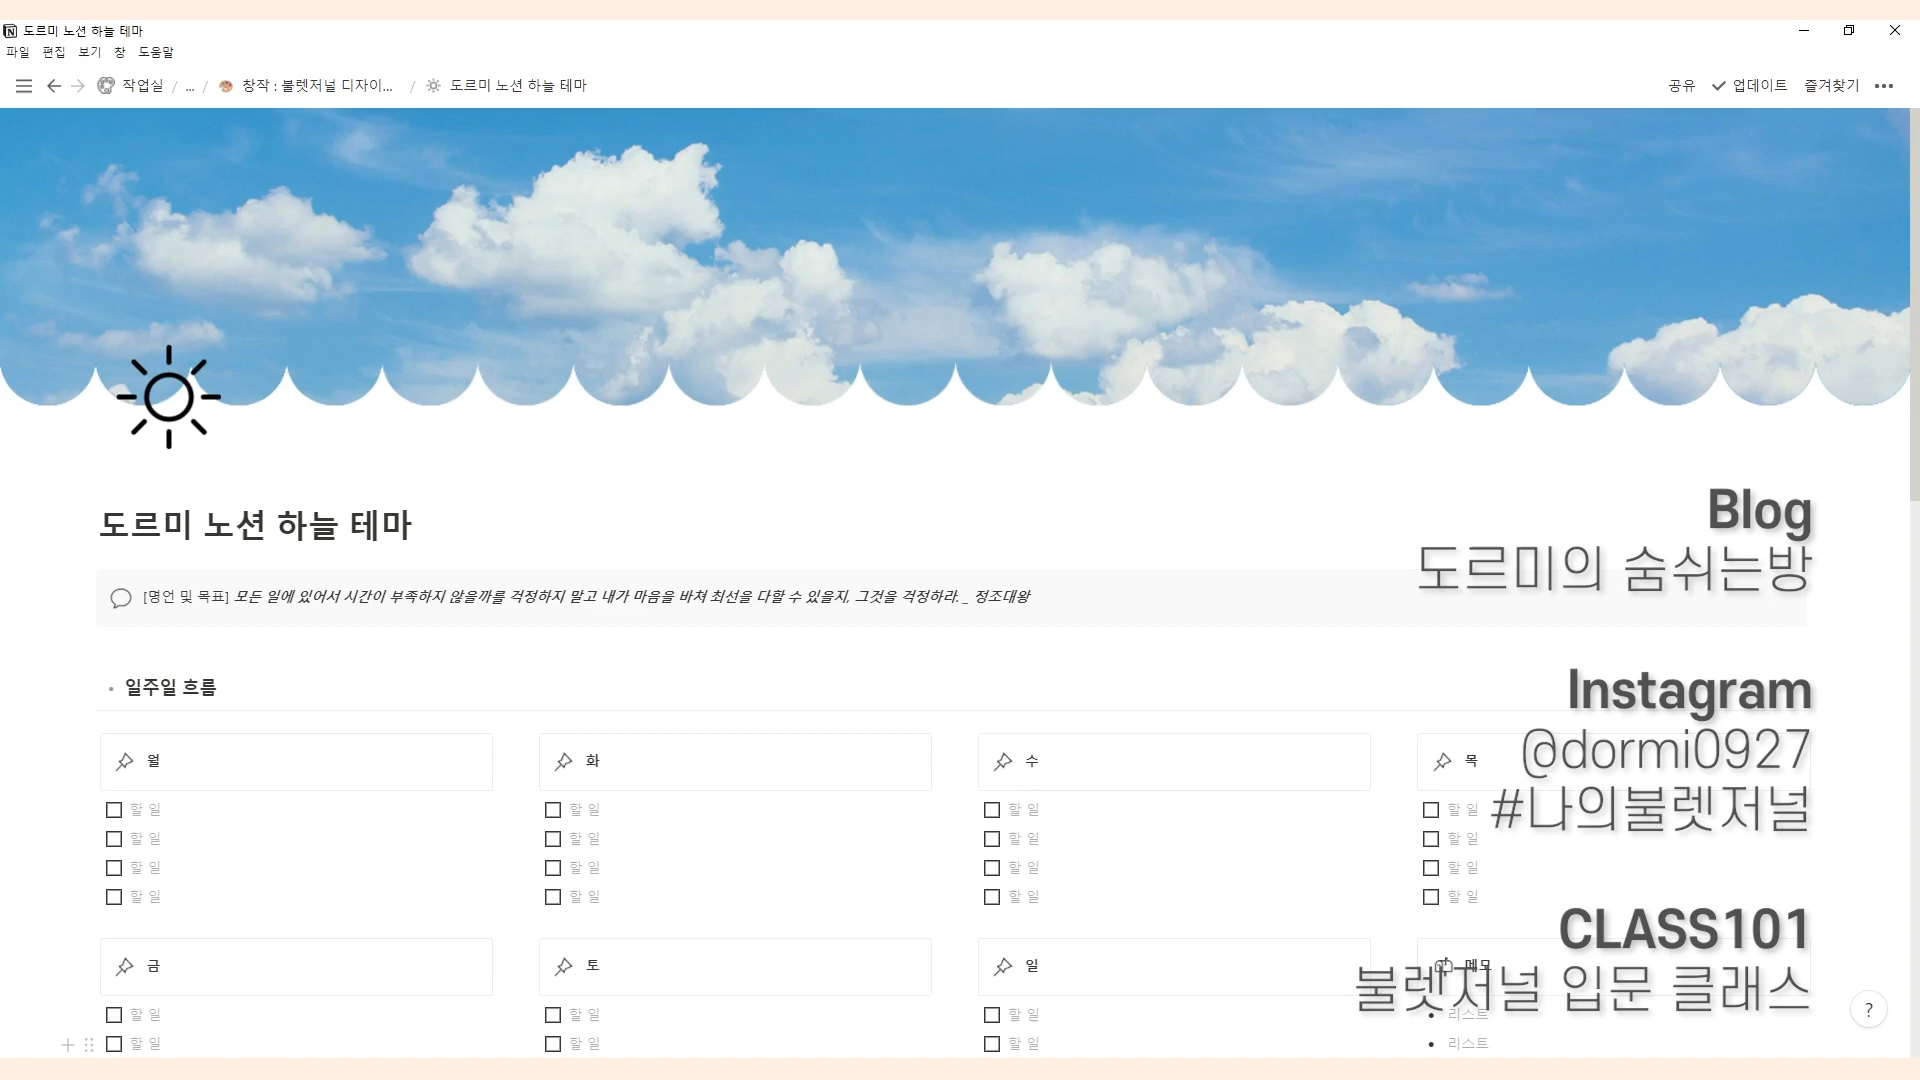 도르미 노션 하늘 테마
파일 편집 보기 창 도움말
작업실 / ... / 창작 : 불렛저널 디자이... / 도르미 노션 하늘 테마
공유 업데이트 즐겨찾기
도르미 노션 하늘 테마
[명언 및 목표] 모든 일에 있어서 시간이 부족하지 않을까를 걱정하지 말고 내가 마음을 바쳐 최선을 다할 수 있을지, 그것을 걱정하라. _ 정조대왕
Blog
도르미의 숨쉬는방
• 일주일 흐름
Instagram
@dormi0927
#나의불렛저널
월 화 수 목
할 일 할 일 할 일 할 일
할 일 할 일 할 일 할 일
할 일 할 일 할 일 할 일
할 일 할 일 할 일 할 일
CLASS101
불렛저널 입문 클래스
금 토 일 메모
할 일 할 일 할 일 • 리스트
할 일 할 일 할 일 • 리스트
?